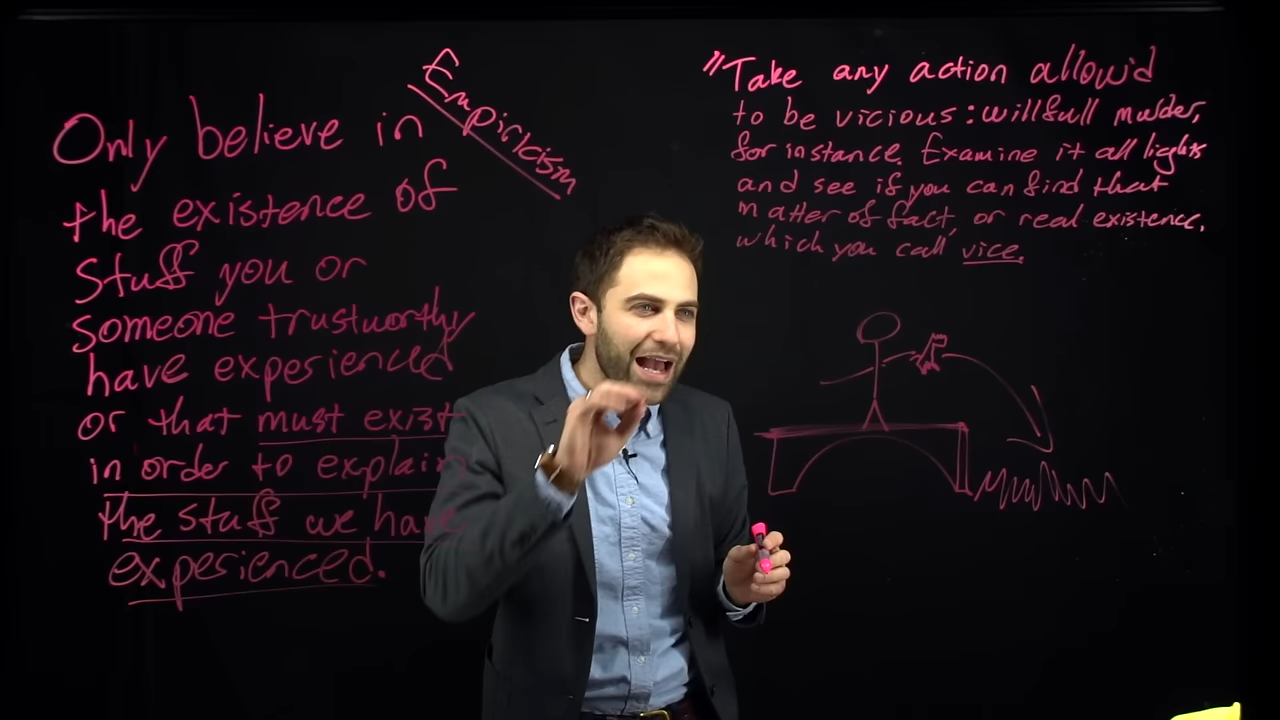 Empiricism
Only believe in
the existence of
stuff you or
someone trustworthy
have experienced
or that must exist
in order to explain
the stuff we have
experienced.
"Take any action allow'd
to be vicious: willfull murder,
for instance. Examine it all lights
and see if you can find that
matter of fact, or real existence,
which you call vice.